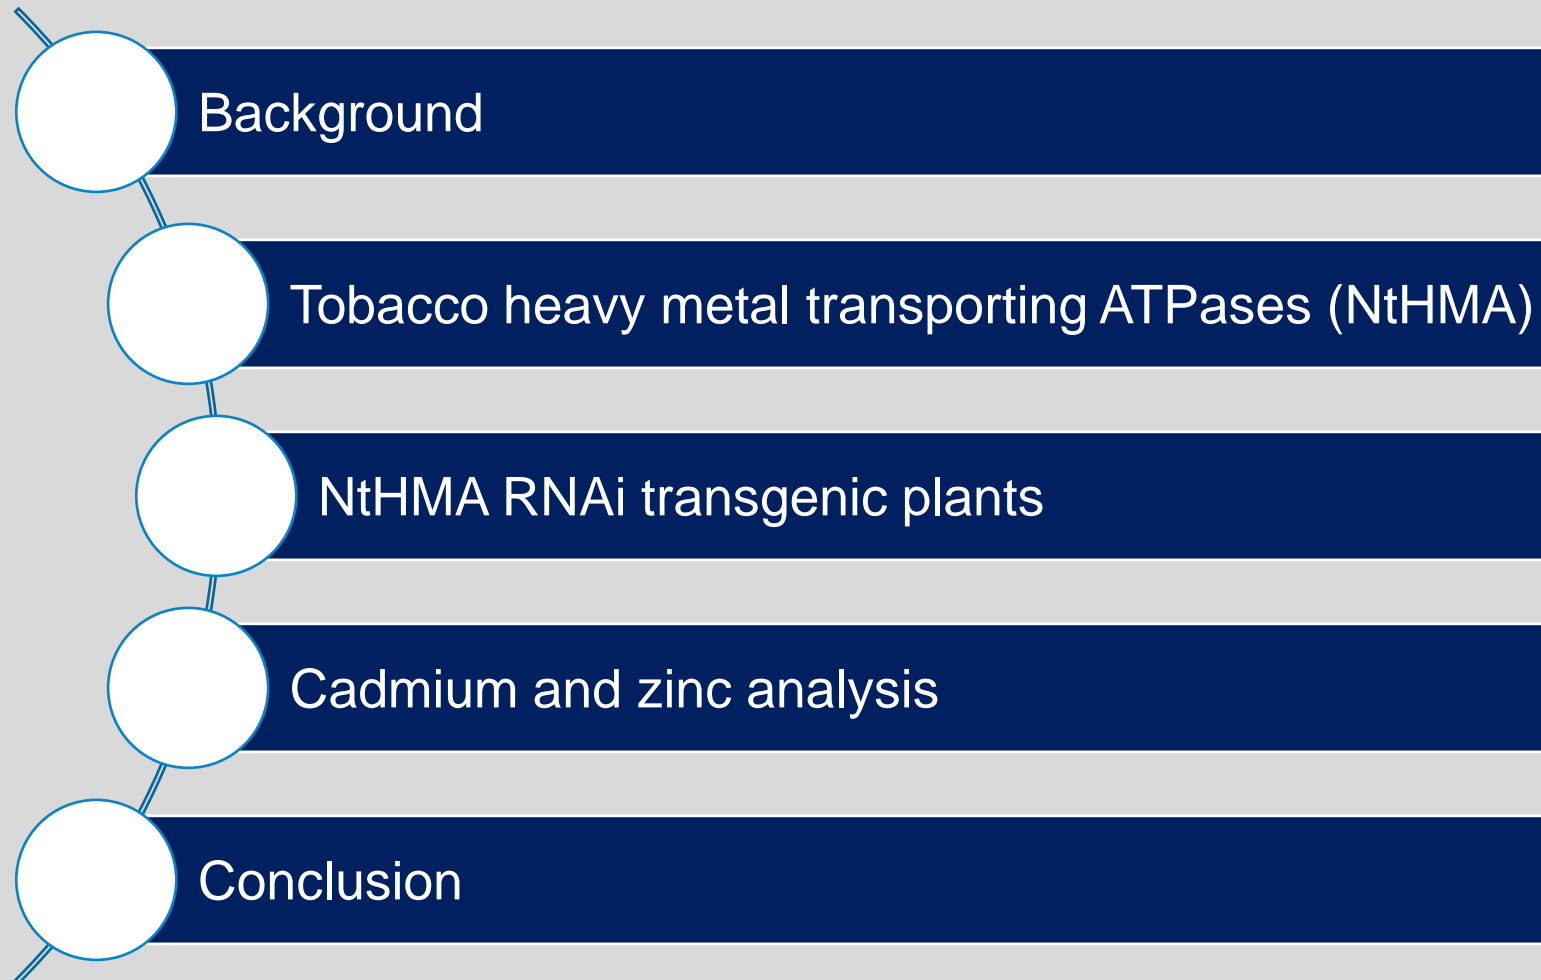 Background
Tobacco heavy metal transporting ATPases (NtHMA)
NtHMA RNAi transgenic plants
Cadmium and zinc analysis
Conclusion